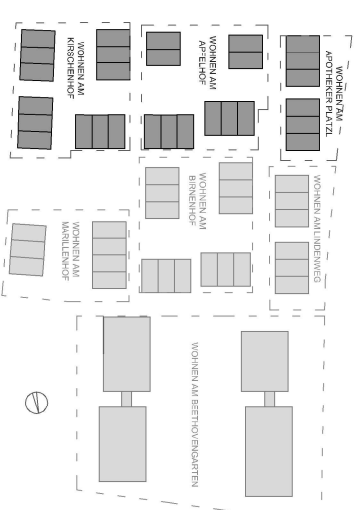 WOHNEN AM
KIRSCHENHOF
WOHNEN AM
APFELHOF
WOHNEN AM
APOTHEKER PLATZL
WOHNEN AM
BIRNENHOF
WOHNEN AM LINDENWEG
WOHNEN AM
MARILLENHOF
WOHNEN AM BEETHOVENGARTEN